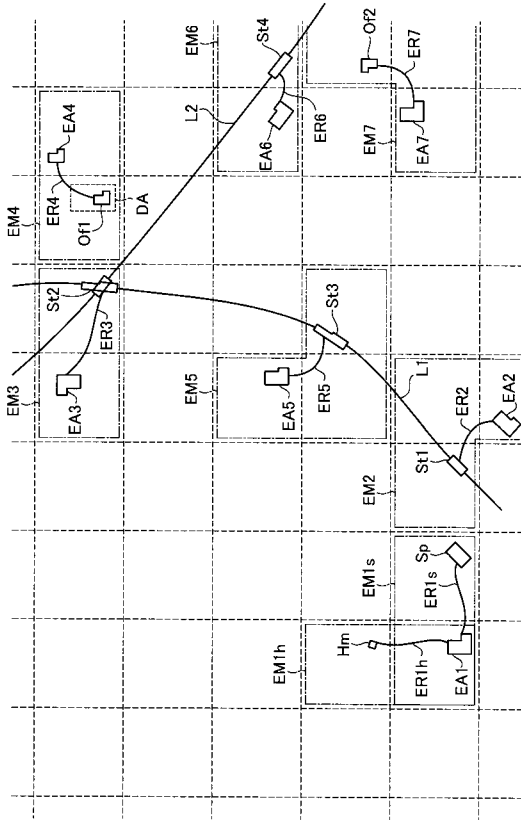 EM6
St4
Of2
ER7
EA7
EM7
ER6
EA6
L2
EA4
ER4
EM4
Of1
DA
St2
ER3
EM3
EA3
St3
EM5
EA5
ER5
L1
ER2
EA2
St1
EM2
Sp
EM1s
ER1s
Hm
EM1h
ER1h
EA1